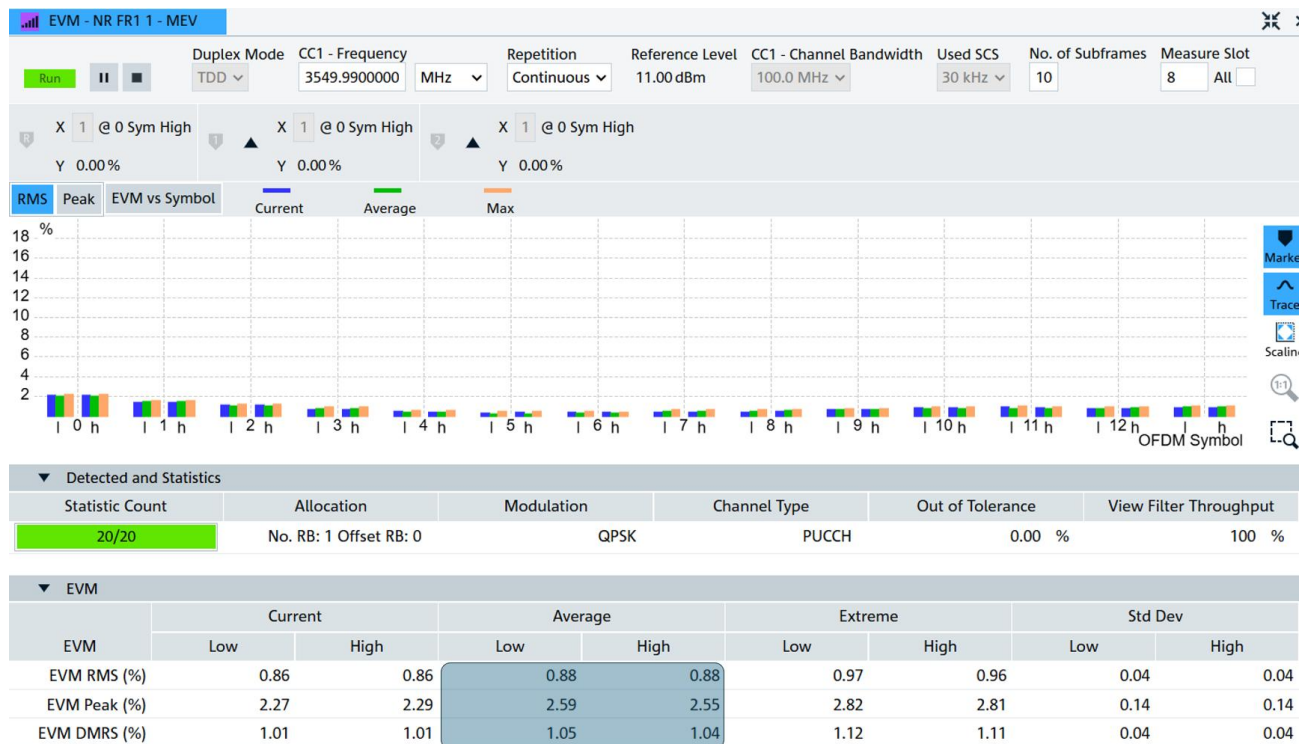 EVM - NR FR1 1 - MEV
Duplex Mode CC1 - Frequency Repetition Reference Level CC1 - Channel Bandwidth Used SCS No. of Subframes Measure Slot
Run TDD 3549.9900000 MHz Continuous 11.00 dBm 100.0 MHz 30 kHz 10 8 All
R X 1 @ 0 Sym High 1 X 1 @ 0 Sym High 2 X 1 @ 0 Sym High
Y 0.00 % Y 0.00 % Y 0.00 %
RMS Peak EVM vs Symbol Current Average Max
%
18
16
14
12
10
8
6
4
2
l 0 h l 1 h l 2 h l 3 h l 4 h l 5 h l 6 h l 7 h l 8 h l 9 h l 10 h l 11 h l 12 h l h
OFDM Symbol
Marke
Trace
Scaling
1:1
Detected and Statistics
Statistic Count Allocation Modulation Channel Type Out of Tolerance View Filter Throughput
20/20 No. RB: 1 Offset RB: 0 QPSK PUCCH 0.00 % 100 %
EVM
Current Average Extreme Std Dev
EVM Low High Low High Low High Low High
EVM RMS (%) 0.86 0.86 0.88 0.88 0.97 0.96 0.04 0.04
EVM Peak (%) 2.27 2.29 2.59 2.55 2.82 2.81 0.14 0.14
EVM DMRS (%) 1.01 1.01 1.05 1.04 1.12 1.11 0.04 0.04